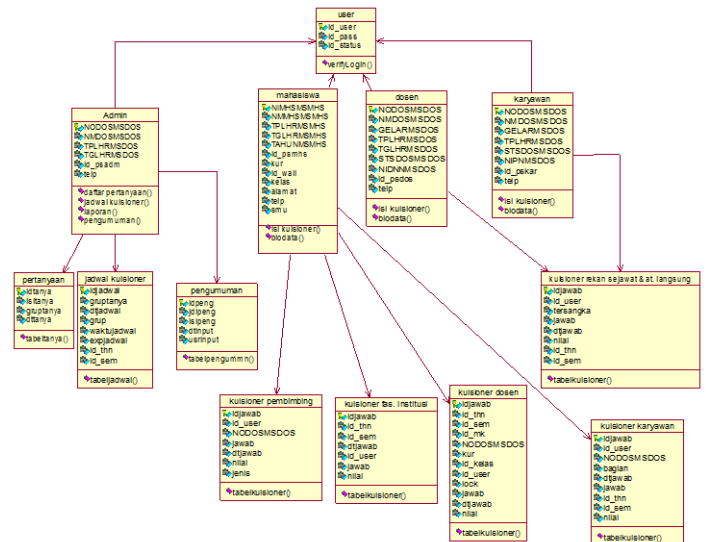 user
id_user
id_pass
id_status
verifyLogin()
Admin
NODOSMSDOS
NMDOSMSDOS
TPLHRMSDOS
TGLHRMSDOS
id_psadm
telp
daftar pertanyaan()
jadwal kuisioner()
laporan()
pengumuman()
mahasiswa
NIMHSMSMHS
NMMHSMSMHS
TPLHRMSMHS
TGLHRMSMHS
TAHUNMSMHS
id_psmhs
kur
id_wali
kelas
alamat
telp
smu
isi kuisioner()
biodata()
dosen
NODOSMSDOS
NMDOSMSDOS
GELARMSDOS
TPLHRMSDOS
TGLHRMSDOS
STSDOSMSDOS
NIDNNMSDOS
id_psdos
telp
isi kuisioner()
biodata()
karyawan
NODOSMSDOS
NMDOSMSDOS
GELARMSDOS
TPLHRMSDOS
STSDOSMSDOS
NIPNMSDOS
id_pskar
telp
isi kuisioner()
biodata()
pertanyaan
idtanya
isitanya
gruptanya
dttanya
tabeltanya()
jadwal kuisioner
idjadwal
gruptanya
dtjadwal
grup
waktujadwal
expjadwal
id_thn
id_sem
tabeljadwal()
pengumuman
idpeng
jdlpeng
isipeng
dtinput
usrinput
tabelpengummn()
kuisioner rekan sejawat & at. langsung
idjawab
id_user
tersangka
jawab
dtjawab
nilai
id_thn
id_sem
tabelkuisioner()
kuisioner pembimbing
idjawab
id_user
NODOSMSDOS
jawab
dtjawab
nilai
jenis
tabelkuisioner()
kuisioner fas. institusi
idjawab
id_thn
id_sem
dtjawab
id_user
jawab
nilai
tabelkuisioner()
kuisioner dosen
idjawab
id_thn
id_sem
id_mk
NODOSMSDOS
kur
id_kelas
id_user
lock
jawab
dtjawab
nilai
tabelkuisioner()
kuisioner karyawan
idjawab
id_user
NODOSMSDOS
bagian
dtjawab
jawab
id_thn
id_sem
nilai
tabelkuisioner()